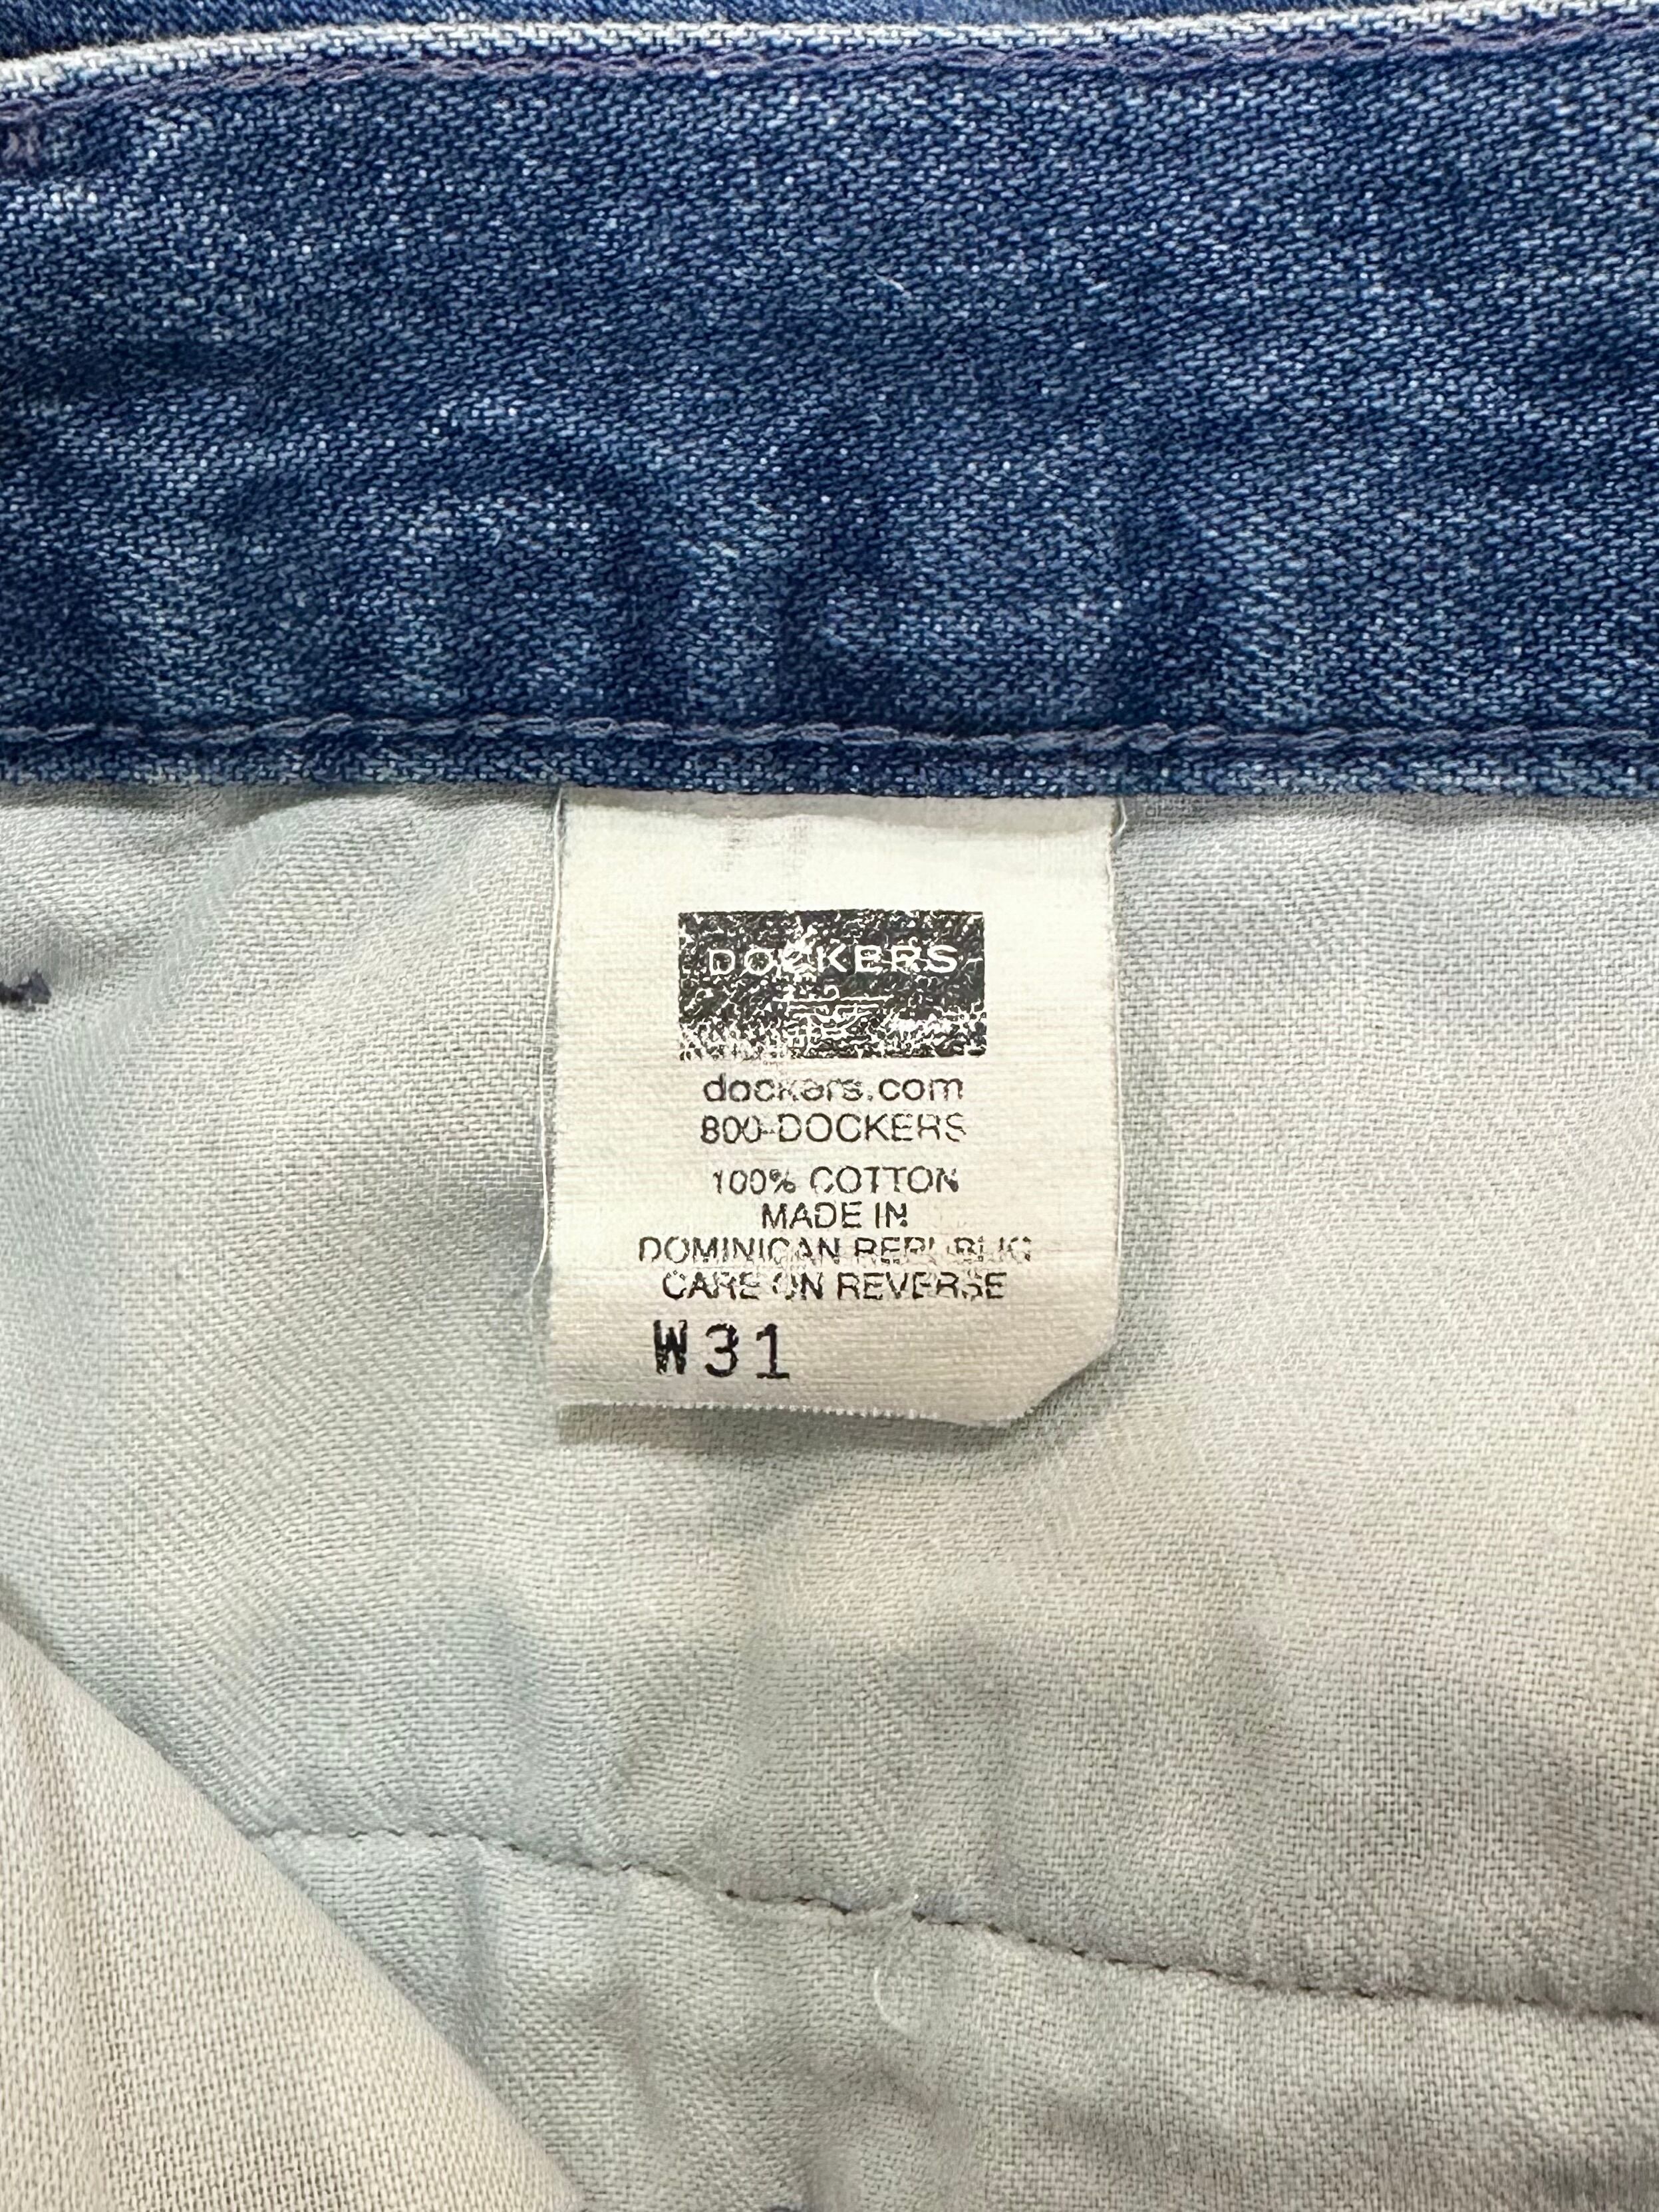 DOCKERS
dockers.com
800-DOCKERS
100% COTTON
MADE IN
DOMINICAN REPUBLIC
CARE ON REVERSE
W31